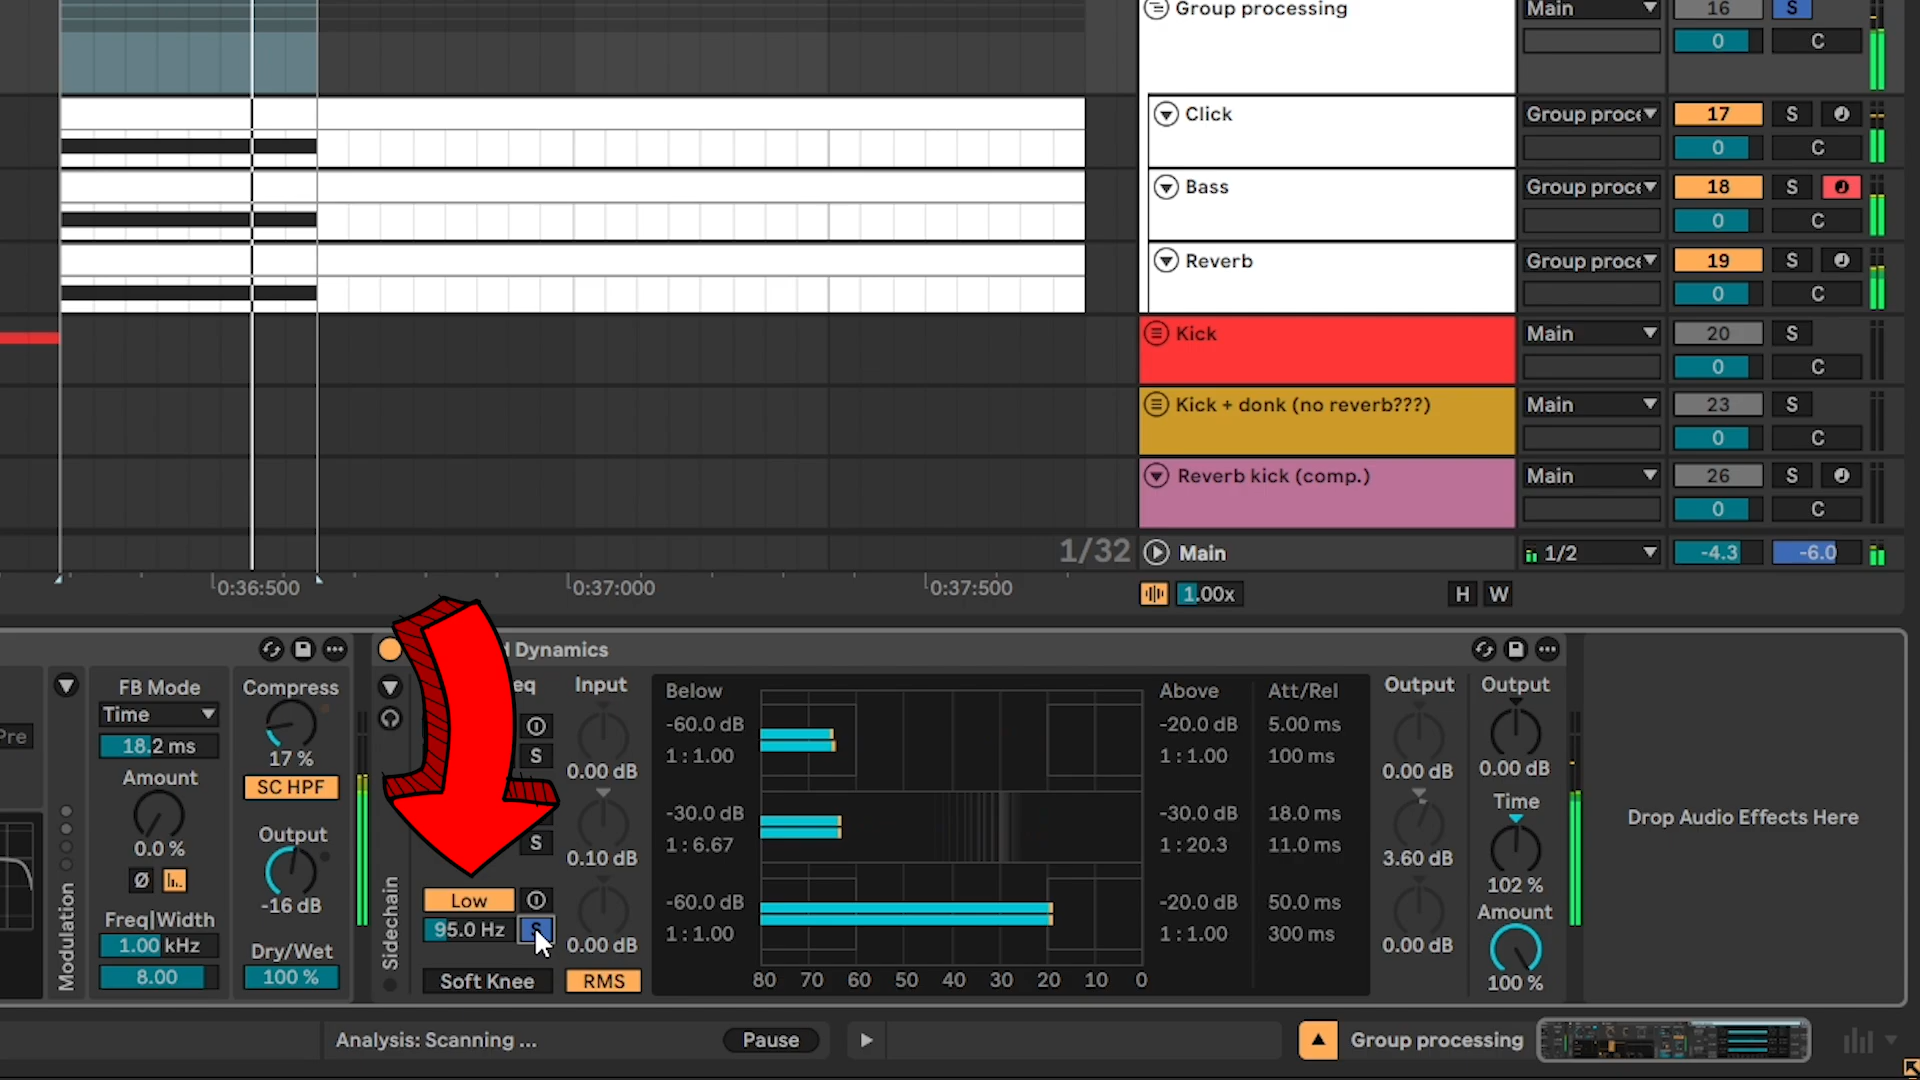 Group processing
Main
16
S
0
C
Click
Group proce
17
S
0
C
Bass
Group proce
18
S
0
C
Reverb
Group proce
19
S
0
C
Kick
Main
20
S
0
C
Kick + donk (no reverb???)
Main
23
S
0
C
Reverb kick (comp.)
Main
26
S
0
C
1/32
Main
1/2
-4.3
-6.0
0:36:500
0:37:000
0:37:500
1.00x
H
W
Dynamics
Pre
Modulation
FB Mode
Time
18.2 ms
Amount
0.0 %
Ø
Freq|Width
1.00 kHz
8.00
Compress
17 %
SC HPF
Output
-16 dB
Dry/Wet
100 %
Sidechain
S
S
Low
95.0 Hz
S
Soft Knee
Input
0.00 dB
0.10 dB
0.00 dB
RMS
Below
-60.0 dB
1 : 1.00
-30.0 dB
1 : 6.67
-60.0 dB
1 : 1.00
80 70 60 50 40 30 20 10 0
Above
-20.0 dB
1 : 1.00
-30.0 dB
1 : 20.3
-20.0 dB
1 : 1.00
Att/Rel
5.00 ms
100 ms
18.0 ms
11.0 ms
50.0 ms
300 ms
Output
0.00 dB
3.60 dB
0.00 dB
Output
0.00 dB
Time
102 %
Amount
100 %
Drop Audio Effects Here
Analysis: Scanning ...
Pause
Group processing